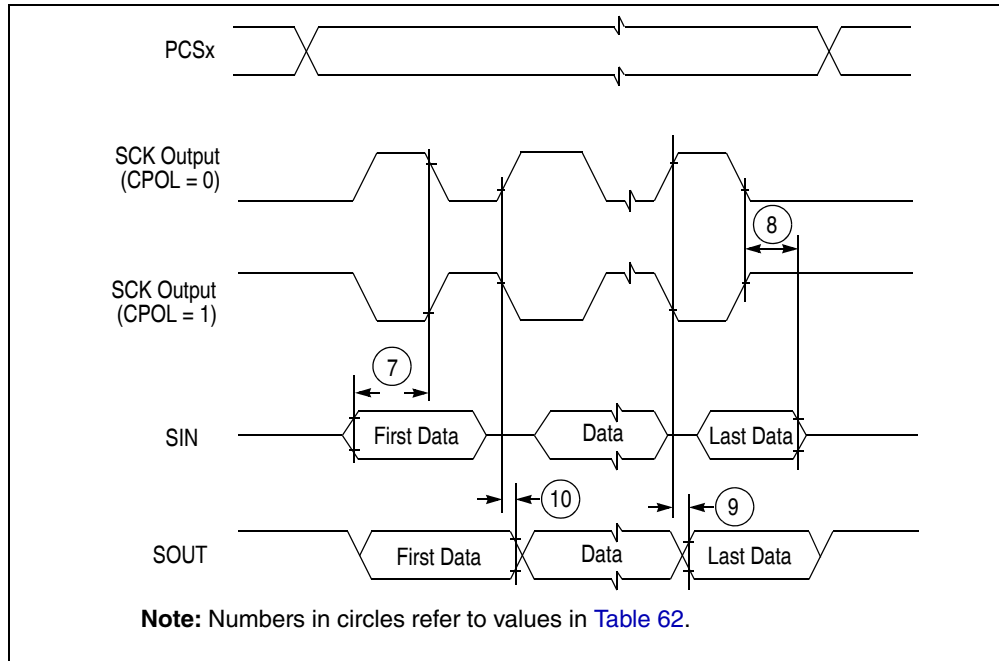 PCSx
SCK Output
(CPOL = 0)
8
SCK Output
(CPOL = 1)
7
SIN
First Data
Data
Last Data
10
9
SOUT
First Data
Data
Last Data
Note: Numbers in circles refer to values in Table 62.